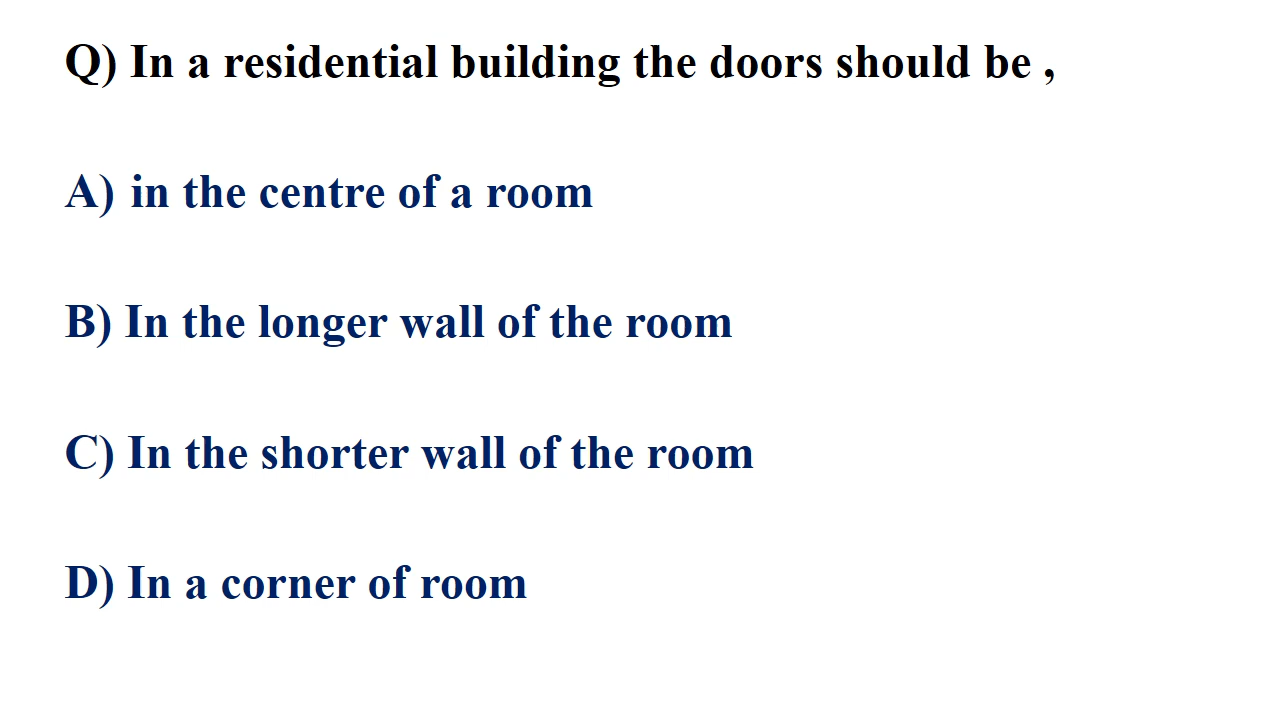 Q) In a residential building the doors should be ,
A) in the centre of a room
B) In the longer wall of the room
C) In the shorter wall of the room
D) In a corner of room